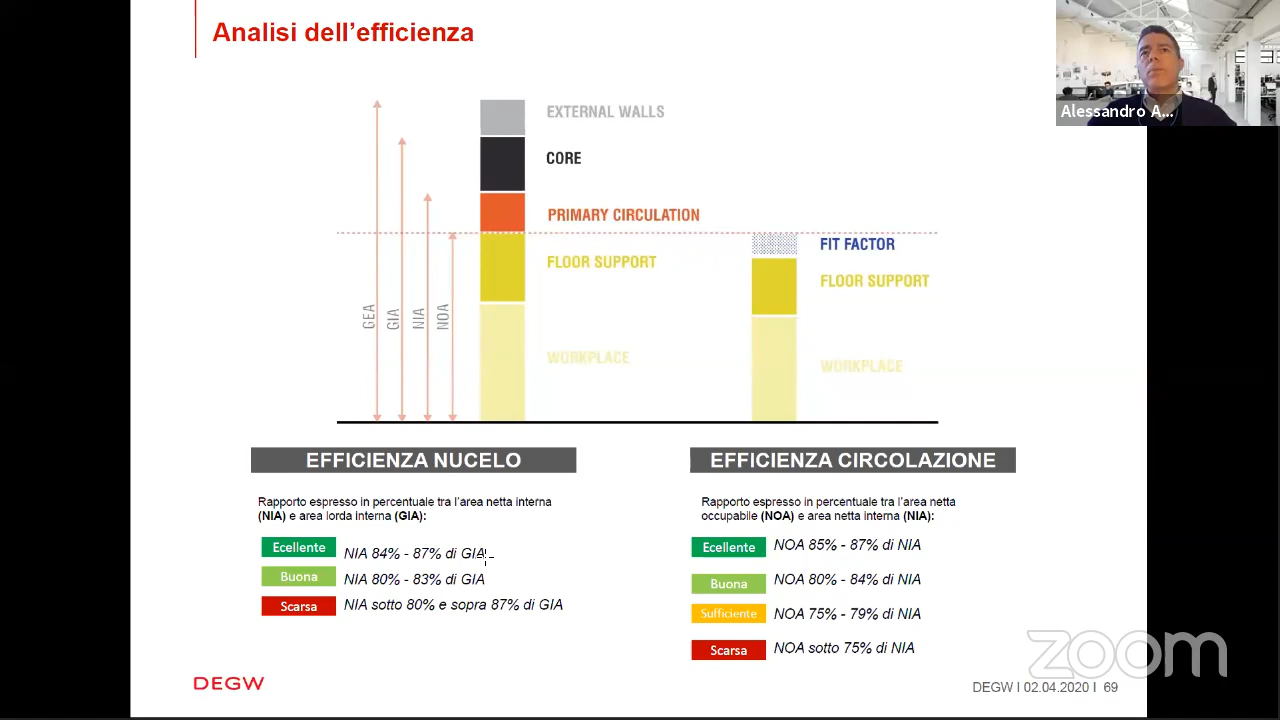 Analisi dell'efficienza
Alessandro A...
EXTERNAL WALLS
CORE
PRIMARY CIRCULATION
FLOOR SUPPORT
WORKPLACE
GEA
GIA
NIA
NOA
FIT FACTOR
FLOOR SUPPORT
WORKPLACE
EFFICIENZA NUCELO
Rapporto espresso in percentuale tra l'area netta interna
(NIA) e area lorda interna (GIA):
Ecellente NIA 84% - 87% di GIA
Buona NIA 80% - 83% di GIA
Scarsa NIA sotto 80% e sopra 87% di GIA
EFFICIENZA CIRCOLAZIONE
Rapporto espresso in percentuale tra l'area netta
occupabile (NOA) e area netta interna (NIA):
Ecellente NOA 85% - 87% di NIA
Buona NOA 80% - 84% di NIA
Sufficiente NOA 75% - 79% di NIA
Scarsa NOA sotto 75% di NIA
zoom
DEGW
DEGW I 02.04.2020 I 69